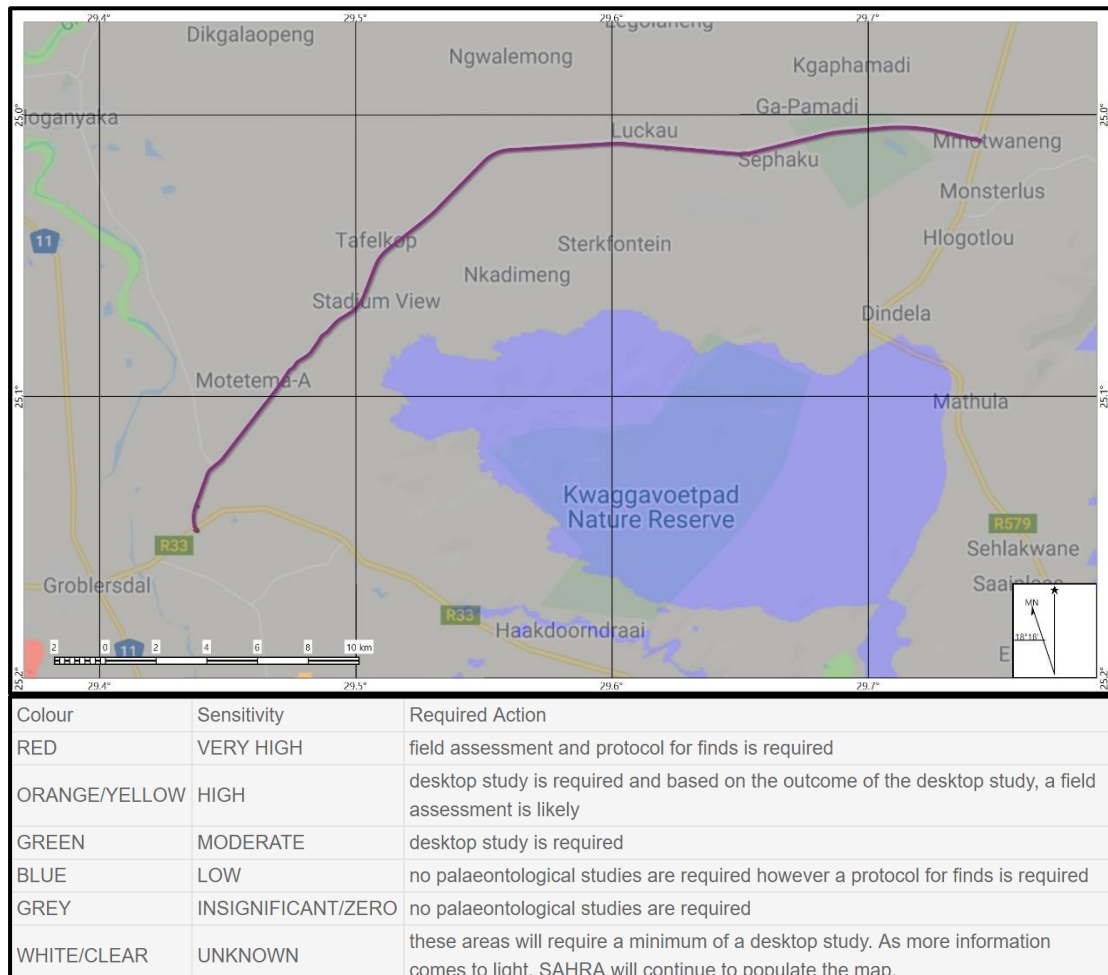 29.4° 29.5° 29.6° 29.7°
Dikgalaopeng
Ngwalemong
Kgaphamadi
Ga-Pamadi
25.0° loganyaka 25.0°
Luckau
Sephaku
Mmotwaneng
Monsterlus
11
Tafelkop
Sterkfontein
Hlogotlou
Nkadimeng
Stadium View
Dindela
Motetema-A
25.1° 25.1°
Mathula
Kwaggavoetpad
Nature Reserve
R579
R33
Sehlakwane
Groblersdal
MN
R33
Haakdoorndraai
18°16'
E
11
2 0 2 4 6 8 10 km
25.2° 25.2°
29.4° 29.5° 29.6° 29.7°
Colour Sensitivity Required Action
RED VERY HIGH field assessment and protocol for finds is required
ORANGE/YELLOW HIGH desktop study is required and based on the outcome of the desktop study, a field
assessment is likely
GREEN MODERATE desktop study is required
BLUE LOW no palaeontological studies are required however a protocol for finds is required
GREY INSIGNIFICANT/ZERO no palaeontological studies are required
WHITE/CLEAR UNKNOWN these areas will require a minimum of a desktop study. As more information
comes to light, SAHRA will continue to populate the map.